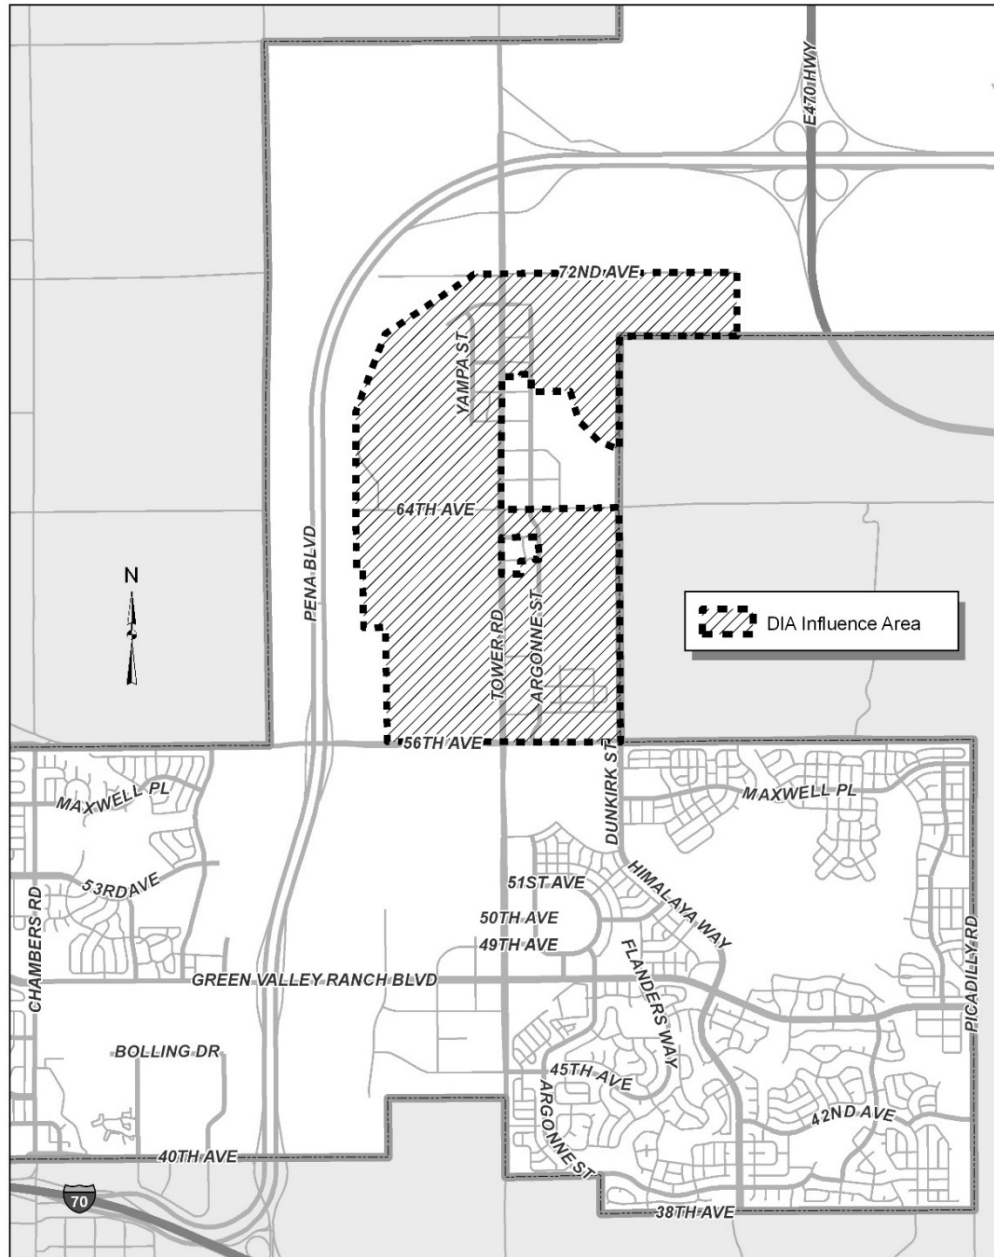 E470 HWY
72ND AVE
YAMPA ST
64TH AVE
PENA BLVD
N
TOWER RD
ARGONNE ST
DIA Influence Area
56TH AVE
DUNKIRK ST
MAXWELL PL
MAXWELL PL
53RD AVE
51ST AVE
HIMALAYA WAY
50TH AVE
49TH AVE
FLANDERS WAY
CHAMBERS RD
GREEN VALLEY RANCH BLVD
PICADILLY RD
BOLLING DR
45TH AVE
ARGONNE ST
42ND AVE
40TH AVE
70
38TH AVE